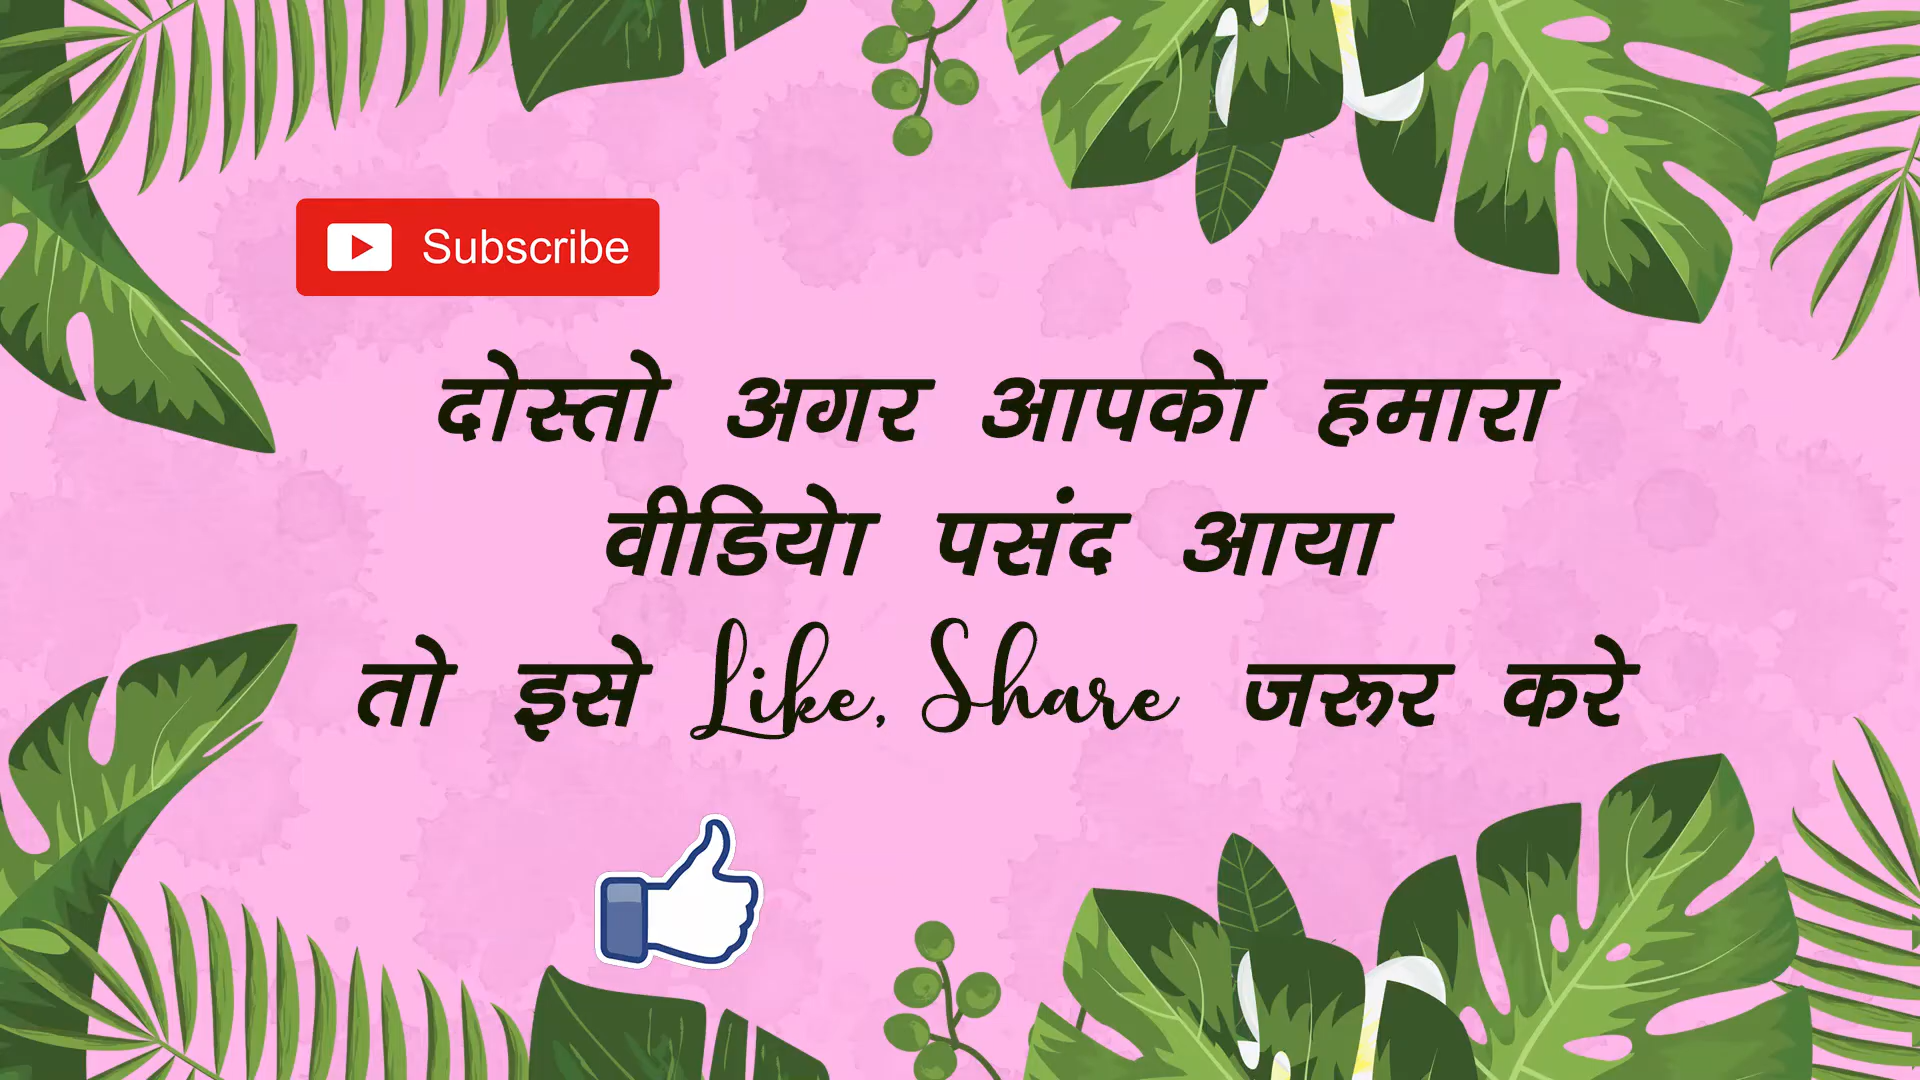 Subscribe
दोस्तो अगर आपको हमारा
वीडियो पसंद आया
तो इसे Like, Share जरूर करे